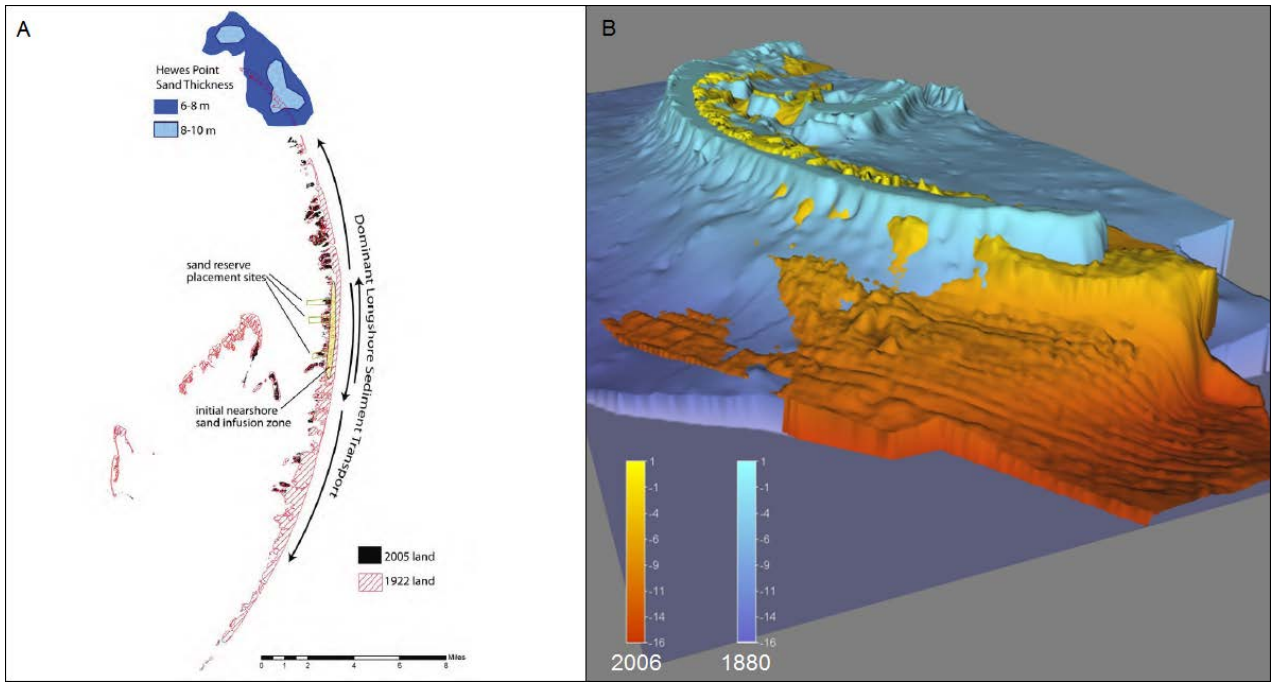 A
Hewes Point
Sand Thickness
6-8 m
8-10 m
sand reserve
placement sites
initial nearshore
sand infusion zone
Dominant Longshore Sediment Transport
2005 land
1922 land
Miles
0 1 2 4 6 8
B
1
-1
-4
-6
-9
-11
-14
-16
2006
1
-1
-4
-6
-9
-11
-14
-16
1880